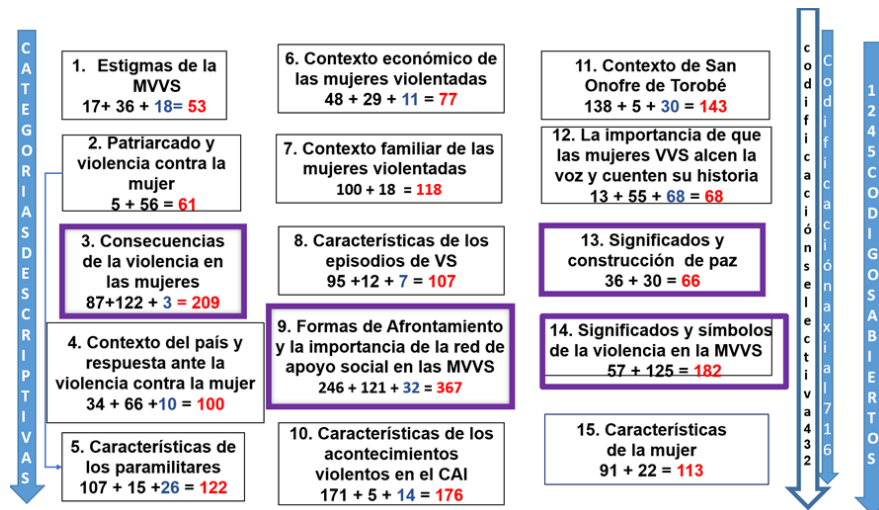 CATEGORIAS DESCRIPTIVAS
1. Estigmas de la
MVVS
17+ 36 + 18= 53
2. Patriarcado y
violencia contra la
mujer
5 + 56 = 61
3. Consecuencias
de la violencia en
las mujeres
87+122 + 3 = 209
4. Contexto del país y
respuesta ante la
violencia contra la mujer
34 + 66 +10 = 100
5. Características de
los paramilitares
107 + 15 +26 = 122
6. Contexto económico de
las mujeres violentadas
48 + 29 + 11 = 77
7. Contexto familiar de las
mujeres violentadas
100 + 18 = 118
8. Características de los
episodios de VS
95 +12 + 7 = 107
9. Formas de Afrontamiento
y la importancia de la red de
apoyo social en las MVVS
246 + 121 + 32 = 367
10. Características de los
acontecimientos
violentos en el CAI
171 + 5 + 14 = 176
11. Contexto de San
Onofre de Torobé
138 + 5 + 30 = 143
12. La importancia de que
las mujeres VVS alcen la
voz y cuenten su historia
13 + 55 + 68 = 68
13. Significados y
construcción de paz
36 + 30 = 66
14. Significados y símbolos
de la violencia en la MVVS
57 + 125 = 182
15. Características
de la mujer
91 + 22 = 113
codificación selectiva 432
Codificación axial 716
1245 CODIGOS ABIERTOS